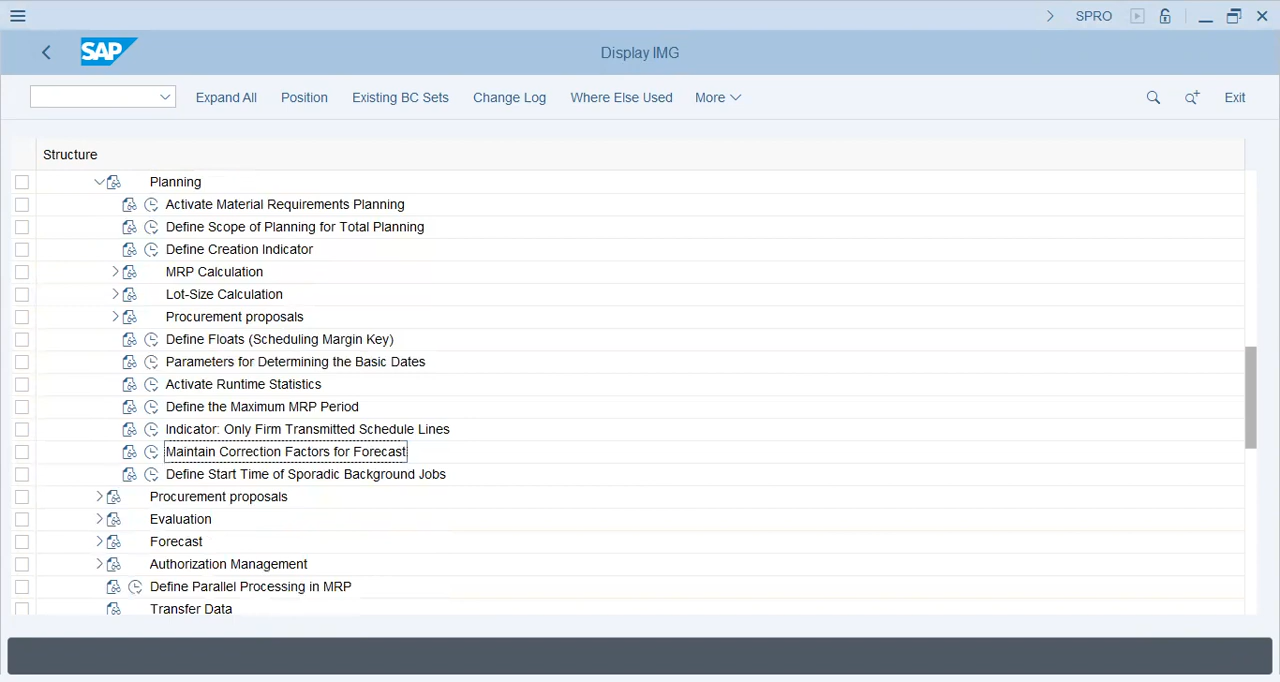 SPRO
SAP
Display IMG
Expand All Position Existing BC Sets Change Log Where Else Used More Exit
Structure
Planning
Activate Material Requirements Planning
Define Scope of Planning for Total Planning
Define Creation Indicator
MRP Calculation
Lot-Size Calculation
Procurement proposals
Define Floats (Scheduling Margin Key)
Parameters for Determining the Basic Dates
Activate Runtime Statistics
Define the Maximum MRP Period
Indicator: Only Firm Transmitted Schedule Lines
Maintain Correction Factors for Forecast
Define Start Time of Sporadic Background Jobs
Procurement proposals
Evaluation
Forecast
Authorization Management
Define Parallel Processing in MRP
Transfer Data